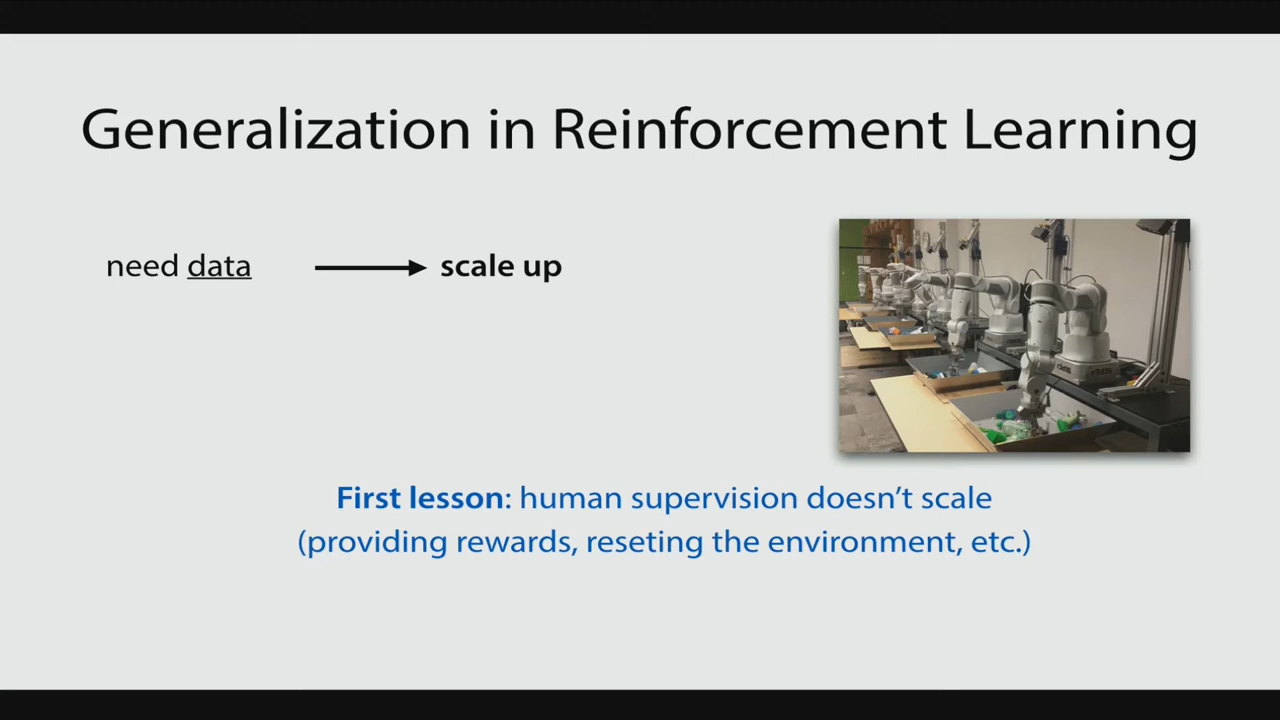 Generalization in Reinforcement Learning
need data
scale up
First lesson: human supervision doesn’t scale
(providing rewards, reseting the environment, etc.)